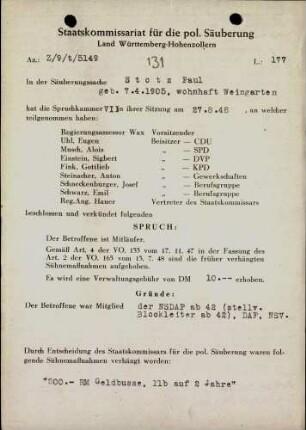 Staatskommissariat für die pol. Säuberung
Land Württemberg-Hohenzollern
Az.: Z/9/t/5149
131
L.: 177
In der Säuberungssache Stotz Paul
geb. 7.4.1905, wohnhaft Weingarten
hat die Spruchkammer VII in ihrer Sitzung am 27.8.48, an welcher
teilgenommen haben:
Regierungsassessor Wax Vorsitzender
Uhl, Eugen Beisitzer — CDU
Musch, Alois „ — SPD
Einstein, Sigbert „ — DVP
Fink, Gottlieb „ — KPD
Steinacher, Anton „ — Gewerkschaften
Schneckenburger, Josef „ — Berufsgruppe
Schwarz, Emil „ — Berufsgruppe
Reg.Ang. Hauer Vertreter des Staatskommissars
beschlossen und verkündet folgenden
SPRUCH:
Der Betroffene ist Mitläufer.
Gemäß Art. 4 der VO. 133 vom 17. 11. 47 in der Fassung des
Art. 2 der VO. 165 vom 13. 7. 48 sind die früher verhängten
Sühnemaßnahmen aufgehoben.
Es wird eine Verwaltungsgebühr von DM 10.-- erhoben.
Gründe:
Der Betroffene war Mitglied der NSDAP ab 42 (stellv.
Blockleiter ab 42), DAF, NSV.
Durch Entscheidung des Staatskommissars für die pol. Säuberung waren fol-
gende Sühnemaßnahmen verhängt worden:
"500.- RM Geldbusse, 11b auf 2 Jahre"